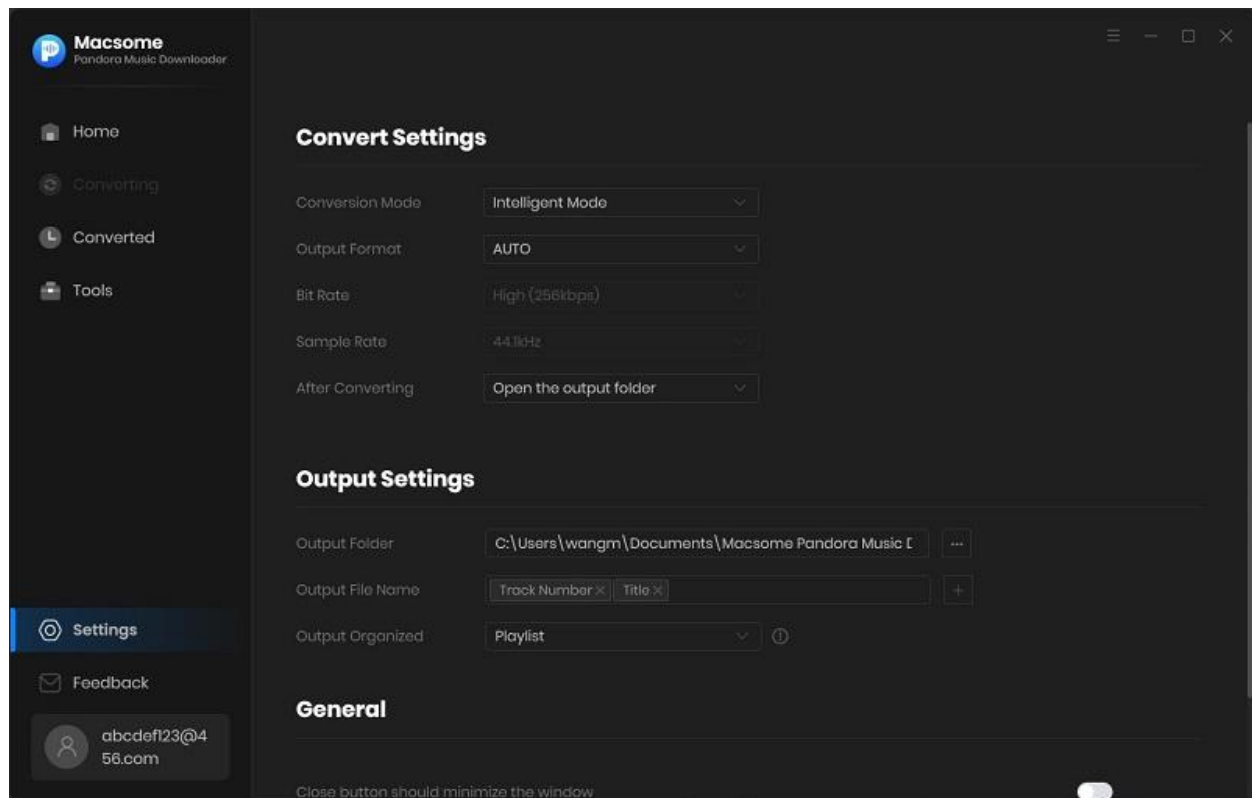 Macsome
Pandora Music Downloader
Home
Converting
Converted
Tools
Settings
Feedback
abcdef123@4
56.com
Convert Settings
Conversion Mode Intelligent Mode
Output Format AUTO
Bit Rate High (256kbps)
Sample Rate 44.1kHz
After Converting Open the output folder
Output Settings
Output Folder C:\Users\wangm\Documents\Macsome Pandora Music D
Output File Name Track Number Title
Output Organized Playlist
General
Close button should minimize the window